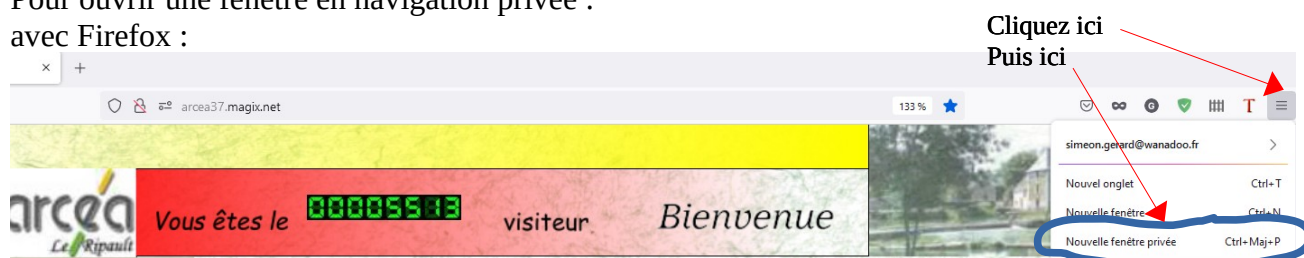 Pour ouvrir une fenêtre en navigation privée :
avec Firefox :
Cliquez ici
Puis ici
arcea37.magix.net
133 %
G
T
simeon.gerard@wanadoo.fr
Nouvel onglet Ctrl+T
Nouvelle fenêtre Ctrl+N
Nouvelle fenêtre privée Ctrl+Maj+P
arcéa
Le Ripault
Vous êtes le
visiteur
Bienvenue